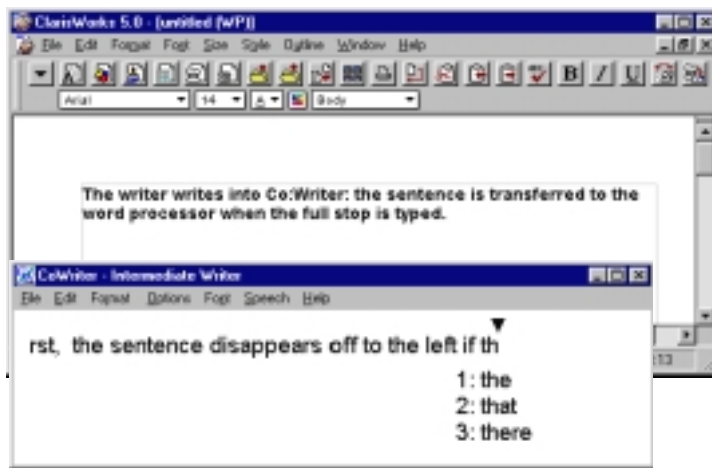 ClarisWorks 5.0 - [untitled (WP)]
File Edit Format Font Size Style Outline Window Help
B I U
Arial 14 A Body
The writer writes into Co:Writer: the sentence is transferred to the
word processor when the full stop is typed.
CoWriter - Intermediate Writer
File Edit Format Options Font Speech Help
rst, the sentence disappears off to the left if th
1: the
2: that
3: there
:13